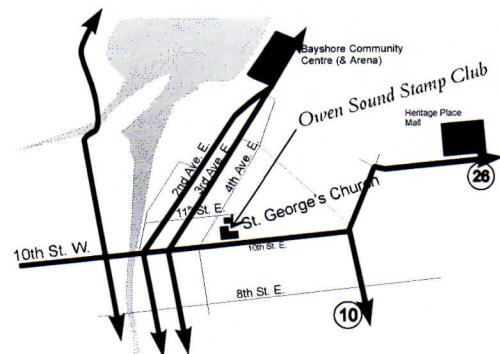 Bayshore Community
Centre (& Arena)
Owen Sound Stamp Club
Heritage Place
Mall
26
2nd Ave. E.
3rd Ave. E.
4th Ave. E.
11th St. E.
St. George's Church
10th St. W.
10th St. E.
8th St. E.
10